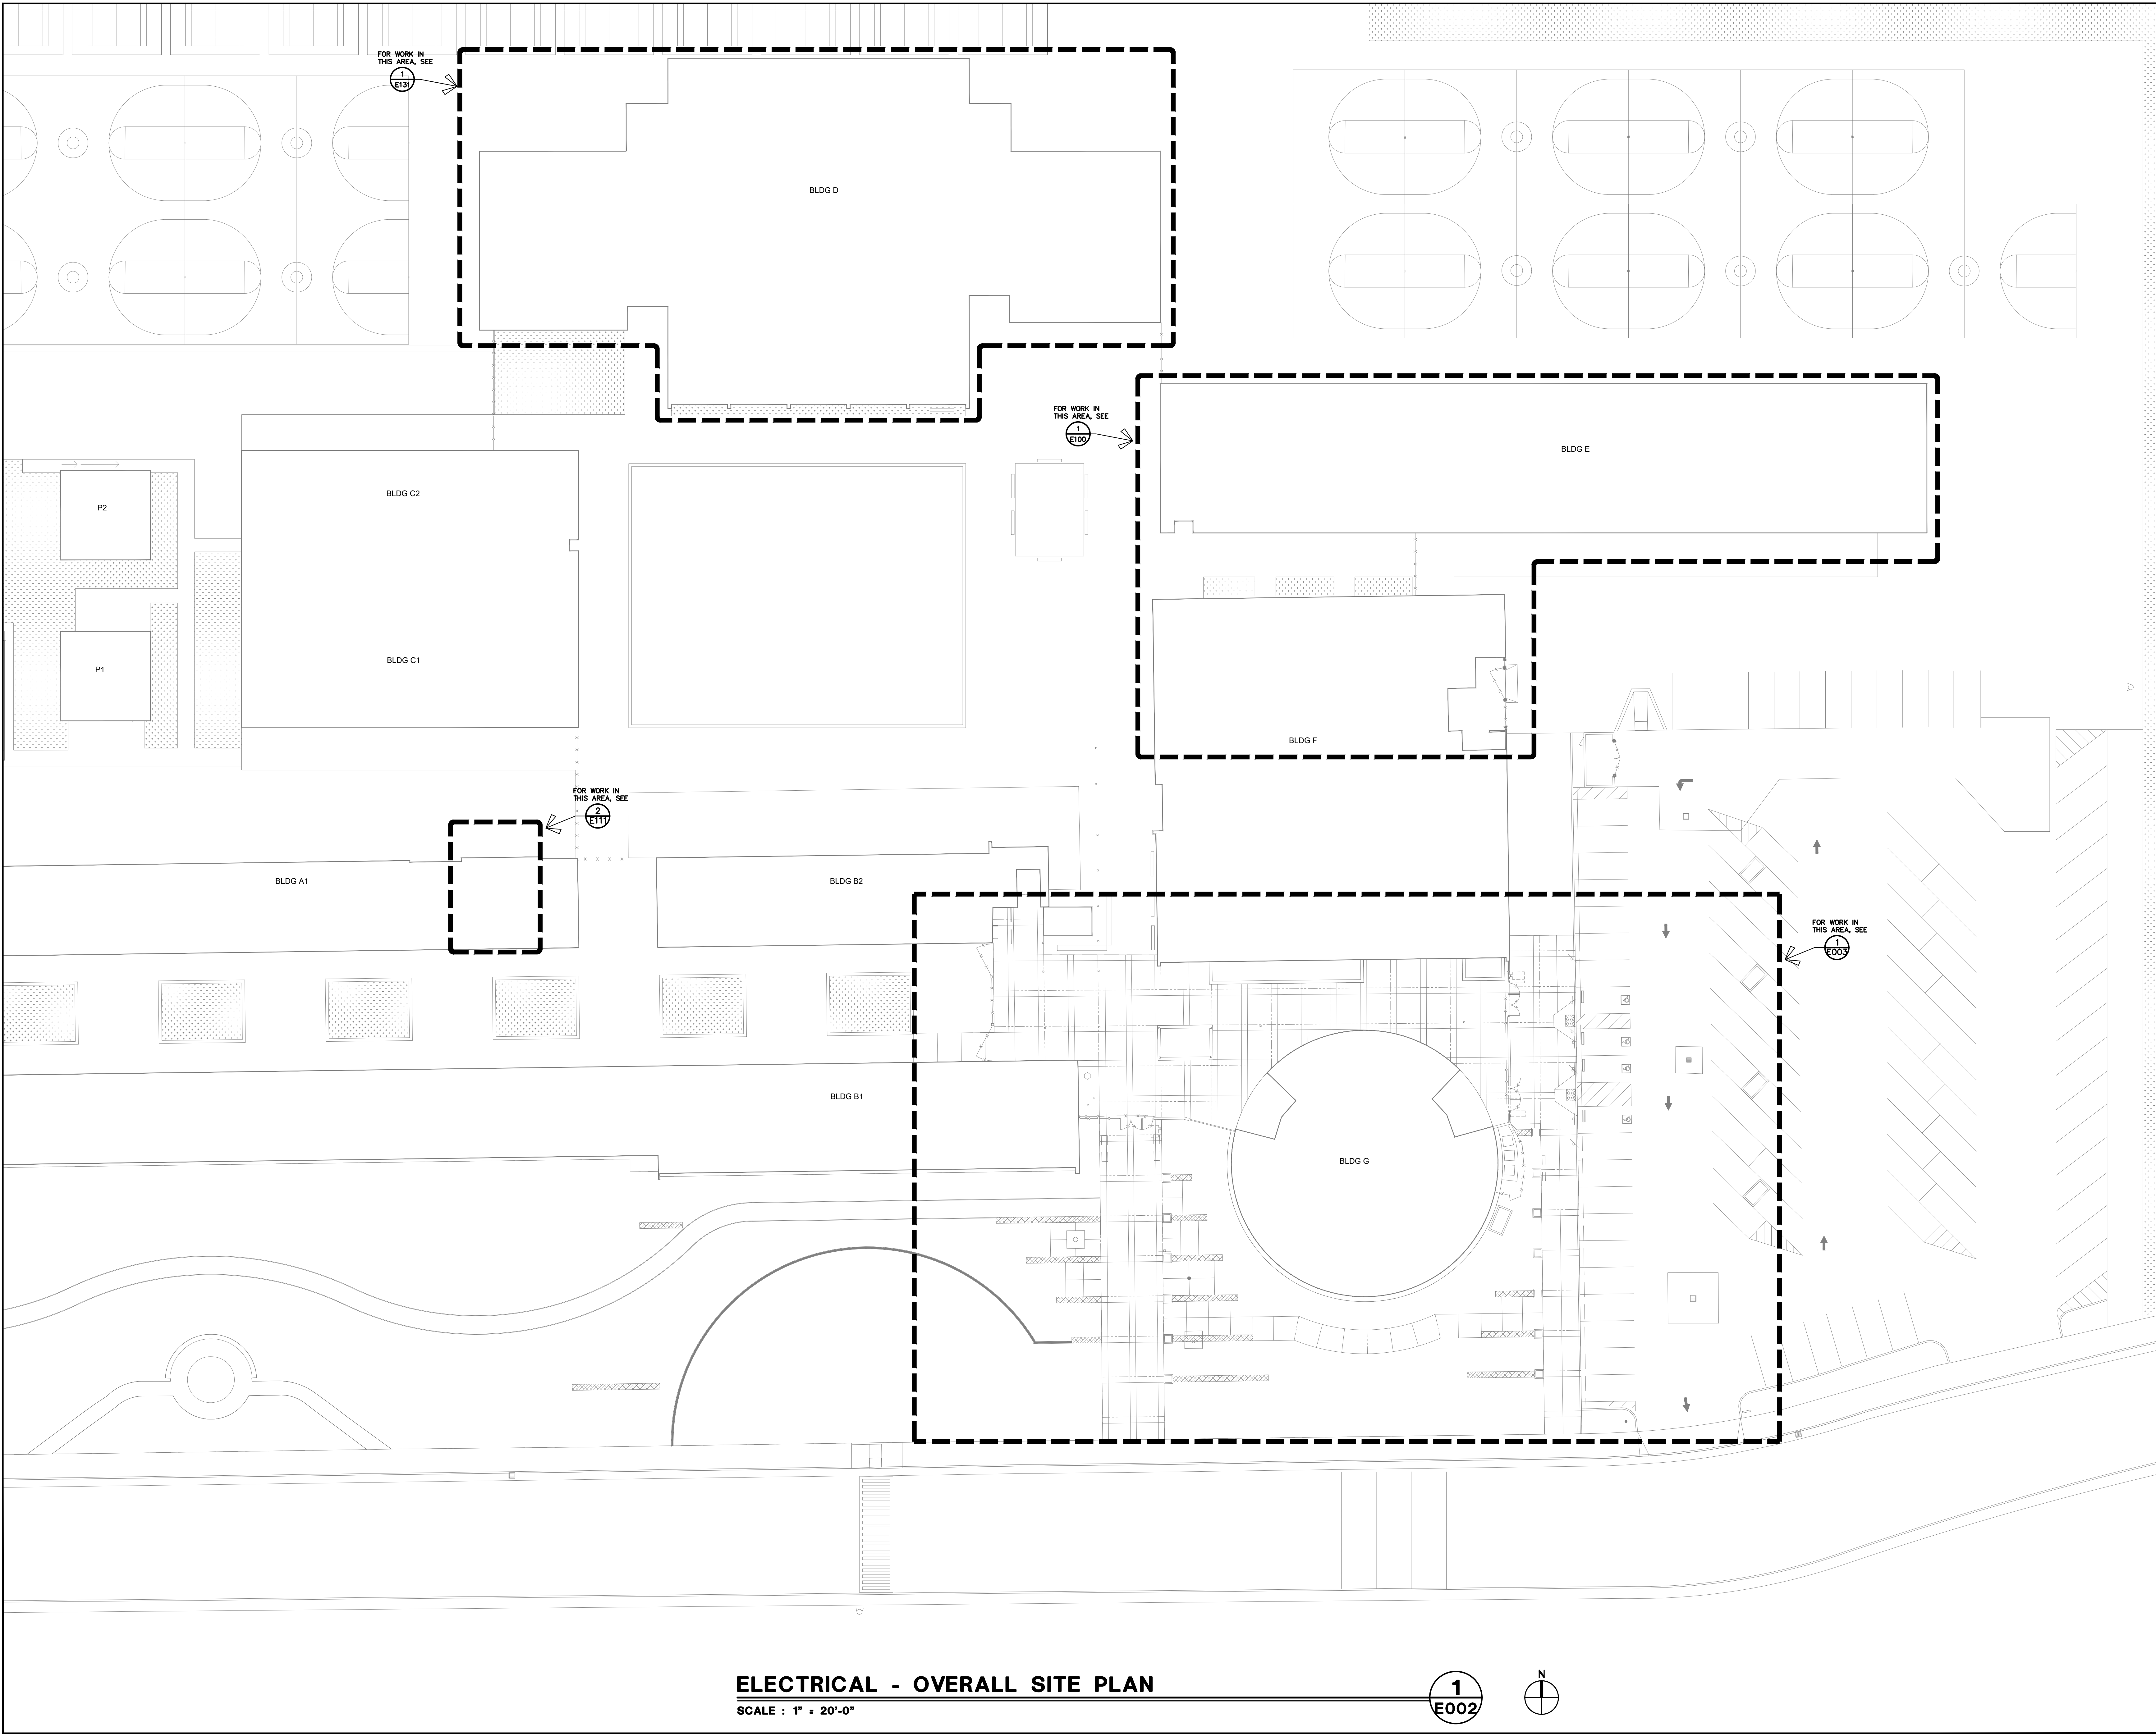 FOR WORK IN
THIS AREA, SEE
1
E131
BLDG D
FOR WORK IN
THIS AREA, SEE
1
E100
BLDG E
BLDG C2
P2
BLDG C1
P1
BLDG F
FOR WORK IN
THIS AREA, SEE
2
E111
BLDG A1
BLDG B2
FOR WORK IN
THIS AREA, SEE
1
E003
BLDG B1
BLDG G
ELECTRICAL - OVERALL SITE PLAN
SCALE : 1" = 20'-0"
1
E002
N